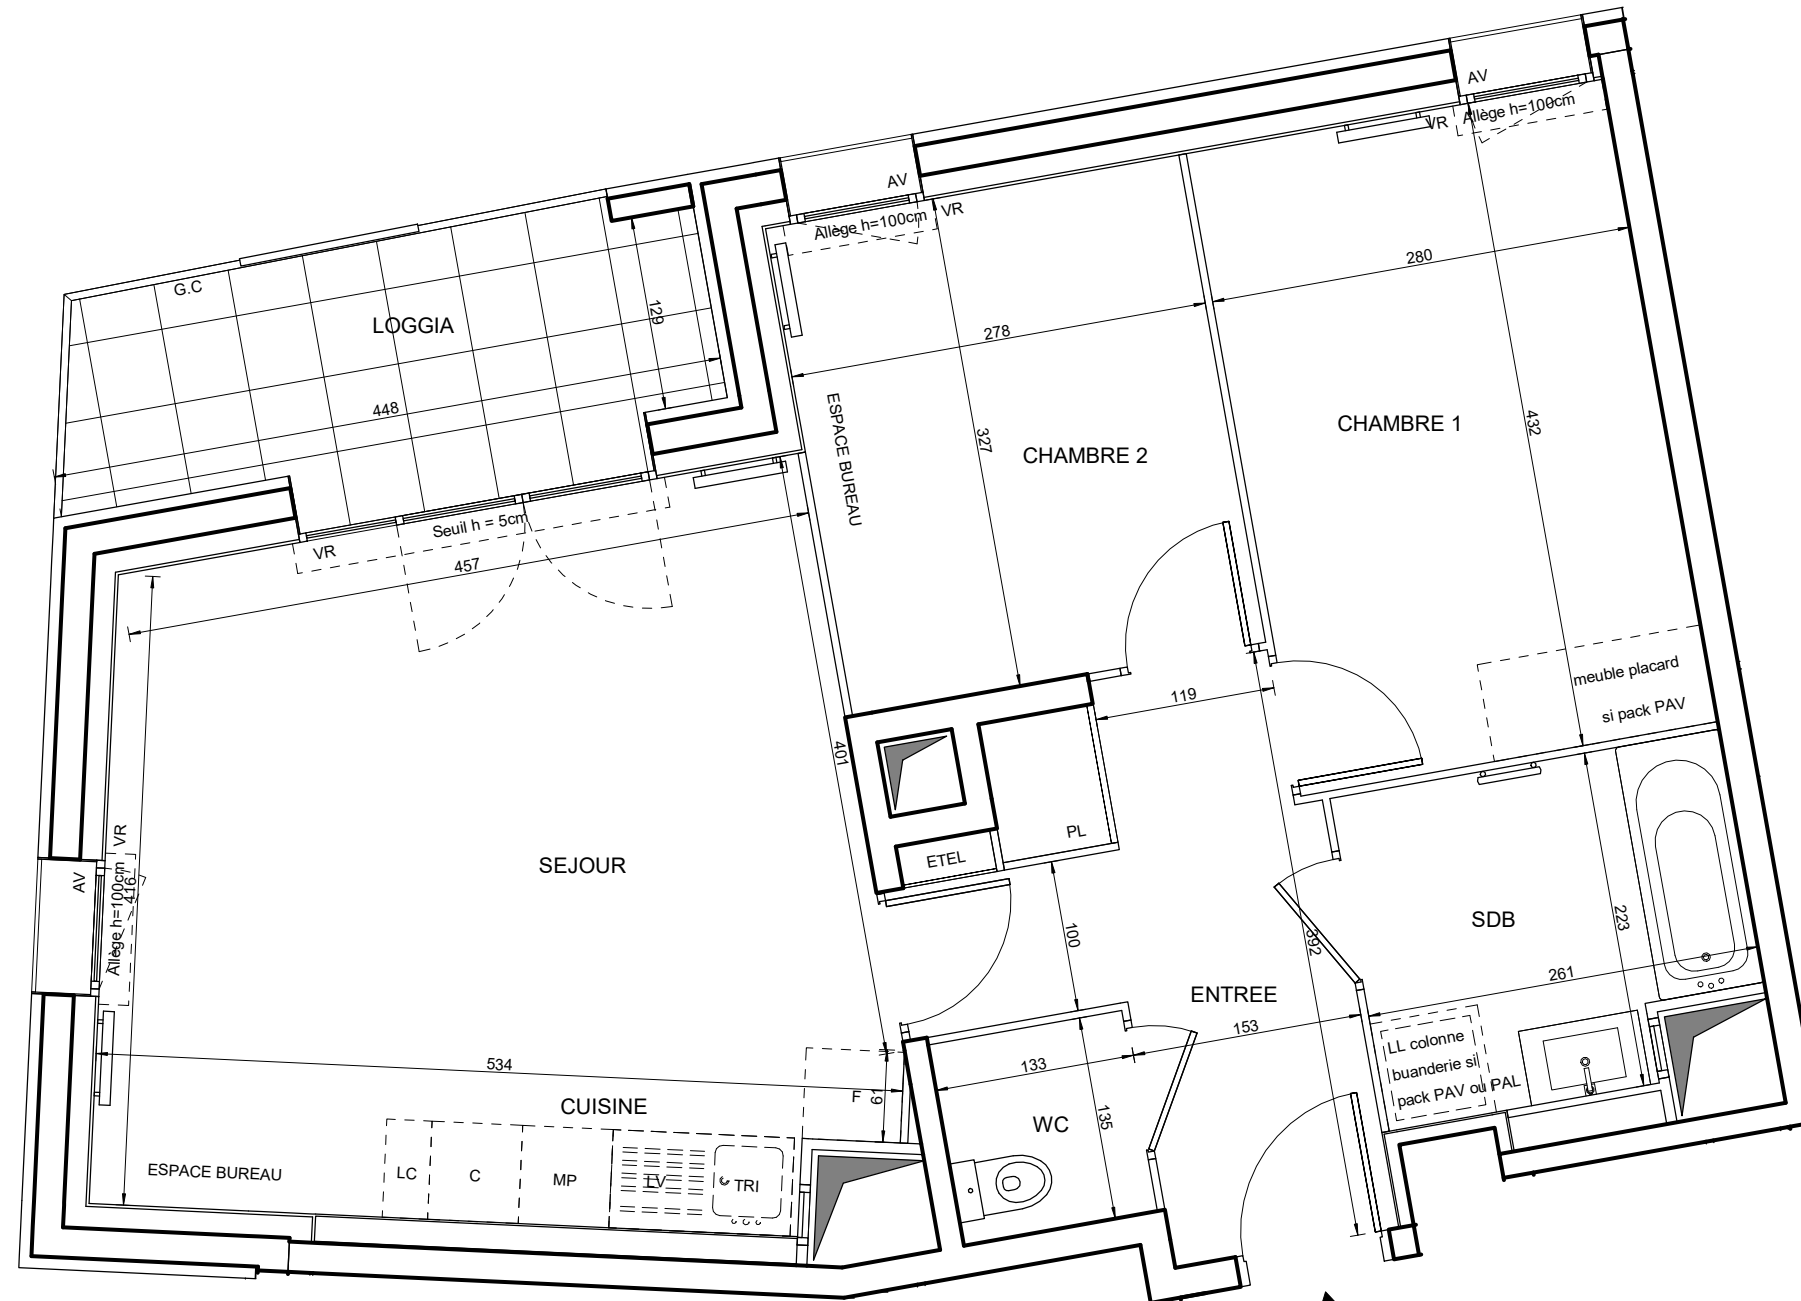 AV
VR
Allège h=100cm
AV
VR
Allège h=100cm
G.C
LOGGIA
129
448
280
278
327
432
ESPACE BUREAU
CHAMBRE 2
CHAMBRE 1
VR
Seuil h = 5cm
457
meuble placard
si pack PAV
119
401
PL
ETEL
SEJOUR
VR
AV
Allège h=100cm
416
100
392
SDB
223
261
ENTREE
153
LL colonne
buanderie si
pack PAV ou PAL
133
135
WC
534
61
F
CUISINE
ESPACE BUREAU
LC
C
MP
LV
TRI